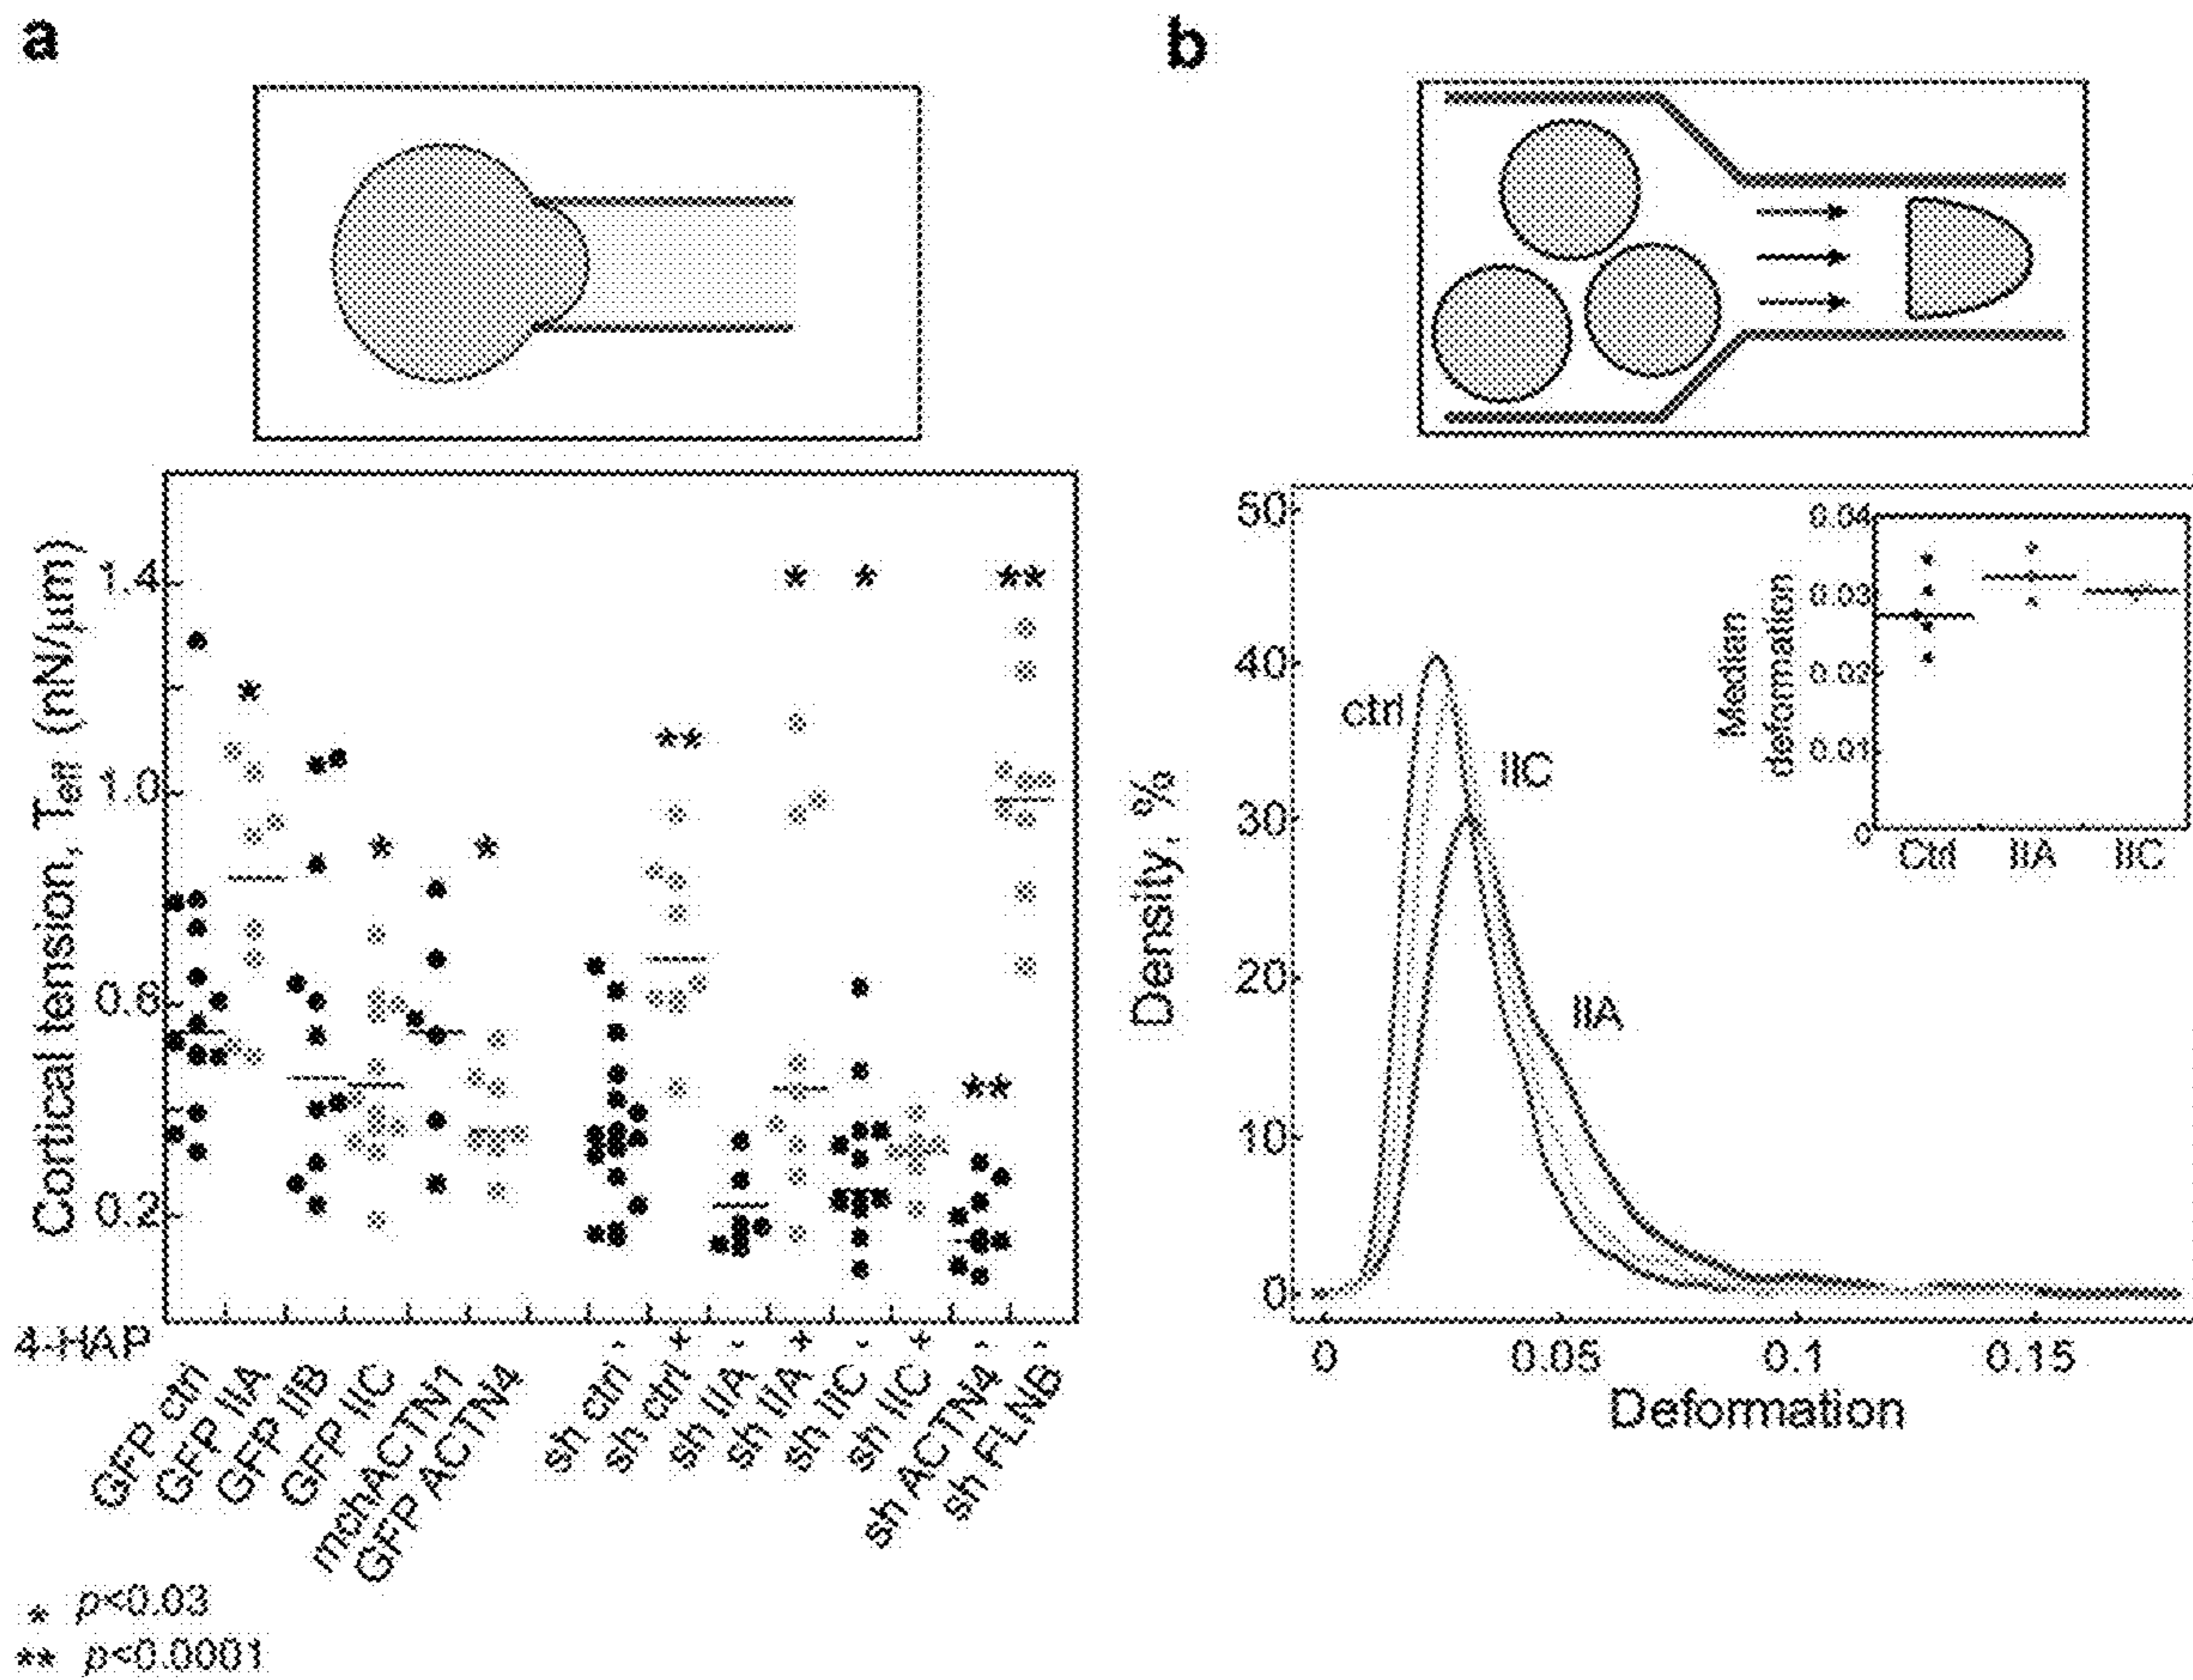 a
b
Cortical tension, Teff (nN/μm)
1.4
1.0
0.6
0.2
*
*
*
**
*
*
**
**
4-HAP
- + - + - + - -
GFP ctrl
GFP IIA
GFP IIB
GFP IIC
mchACTN1
GFP ACTN4
sh ctrl
sh ctrl
sh IIA
sh IIA
sh IIC
sh IIC
sh ACTN4
sh FLNB
* p<0.03
** p<0.0001
Density, %
50
40
30
20
10
0
ctrl
IIC
IIA
0
0.05
0.1
0.15
Deformation
Median
deformation
0.04
0.03
0.02
0.01
0
Ctrl
IIA
IIC